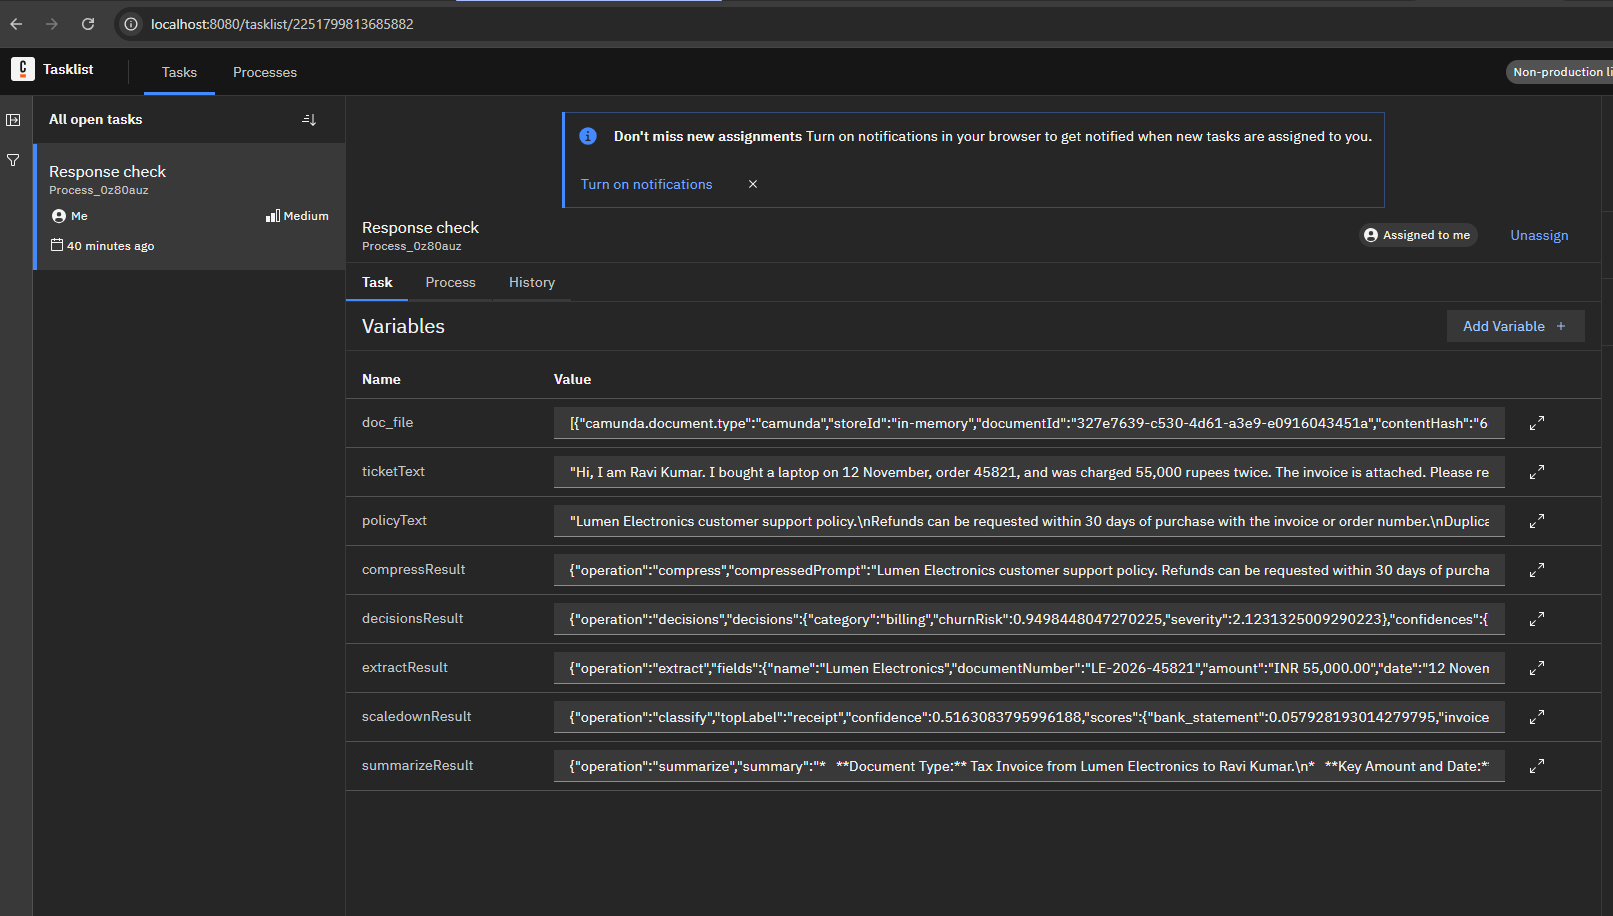 localhost:8080/tasklist/2251799813685882
Tasklist
Tasks
Processes
Non-production li
All open tasks
Response check
Process_0z80auz
Me
Medium
40 minutes ago
Don't miss new assignments Turn on notifications in your browser to get notified when new tasks are assigned to you.
Turn on notifications
Response check
Process_0z80auz
Assigned to me
Unassign
Task
Process
History
Variables
Add Variable +
Name
Value
doc_file
[{"camunda.document.type":"camunda","storeId":"in-memory","documentId":"327e7639-c530-4d61-a3e9-e0916043451a","contentHash":"6
ticketText
"Hi, I am Ravi Kumar. I bought a laptop on 12 November, order 45821, and was charged 55,000 rupees twice. The invoice is attached. Please re
policyText
"Lumen Electronics customer support policy.\nRefunds can be requested within 30 days of purchase with the invoice or order number.\nDuplica
compressResult
{"operation":"compress","compressedPrompt":"Lumen Electronics customer support policy. Refunds can be requested within 30 days of purcha
decisionsResult
{"operation":"decisions","decisions":{"category":"billing","churnRisk":0.9498448047270225,"severity":2.1231325009290223},"confidences":{
extractResult
{"operation":"extract","fields":{"name":"Lumen Electronics","documentNumber":"LE-2026-45821","amount":"INR 55,000.00","date":"12 Noven
scaledownResult
{"operation":"classify","topLabel":"receipt","confidence":0.5163083795996188,"scores":{"bank_statement":0.057928193014279795,"invoice
summarizeResult
{"operation":"summarize","summary":"*   **Document Type:** Tax Invoice from Lumen Electronics to Ravi Kumar.\n*   **Key Amount and Date:*